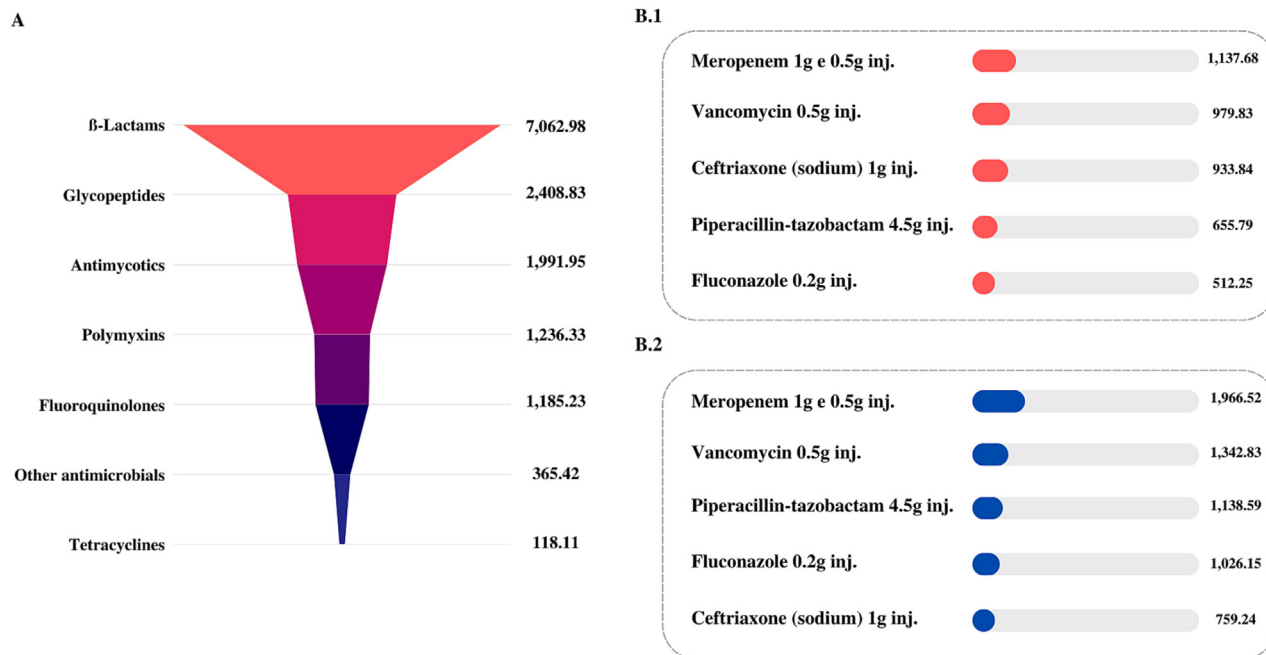 A
ß-Lactams 7,062.98
Glycopeptides 2,408.83
Antimycotics 1,991.95
Polymyxins 1,236.33
Fluoroquinolones 1,185.23
Other antimicrobials 365.42
Tetracyclines 118.11
B.1
Meropenem 1g e 0.5g inj. 1,137.68
Vancomycin 0.5g inj. 979.83
Ceftriaxone (sodium) 1g inj. 933.84
Piperacillin-tazobactam 4.5g inj. 655.79
Fluconazole 0.2g inj. 512.25
B.2
Meropenem 1g e 0.5g inj. 1,966.52
Vancomycin 0.5g inj. 1,342.83
Piperacillin-tazobactam 4.5g inj. 1,138.59
Fluconazole 0.2g inj. 1,026.15
Ceftriaxone (sodium) 1g inj. 759.24